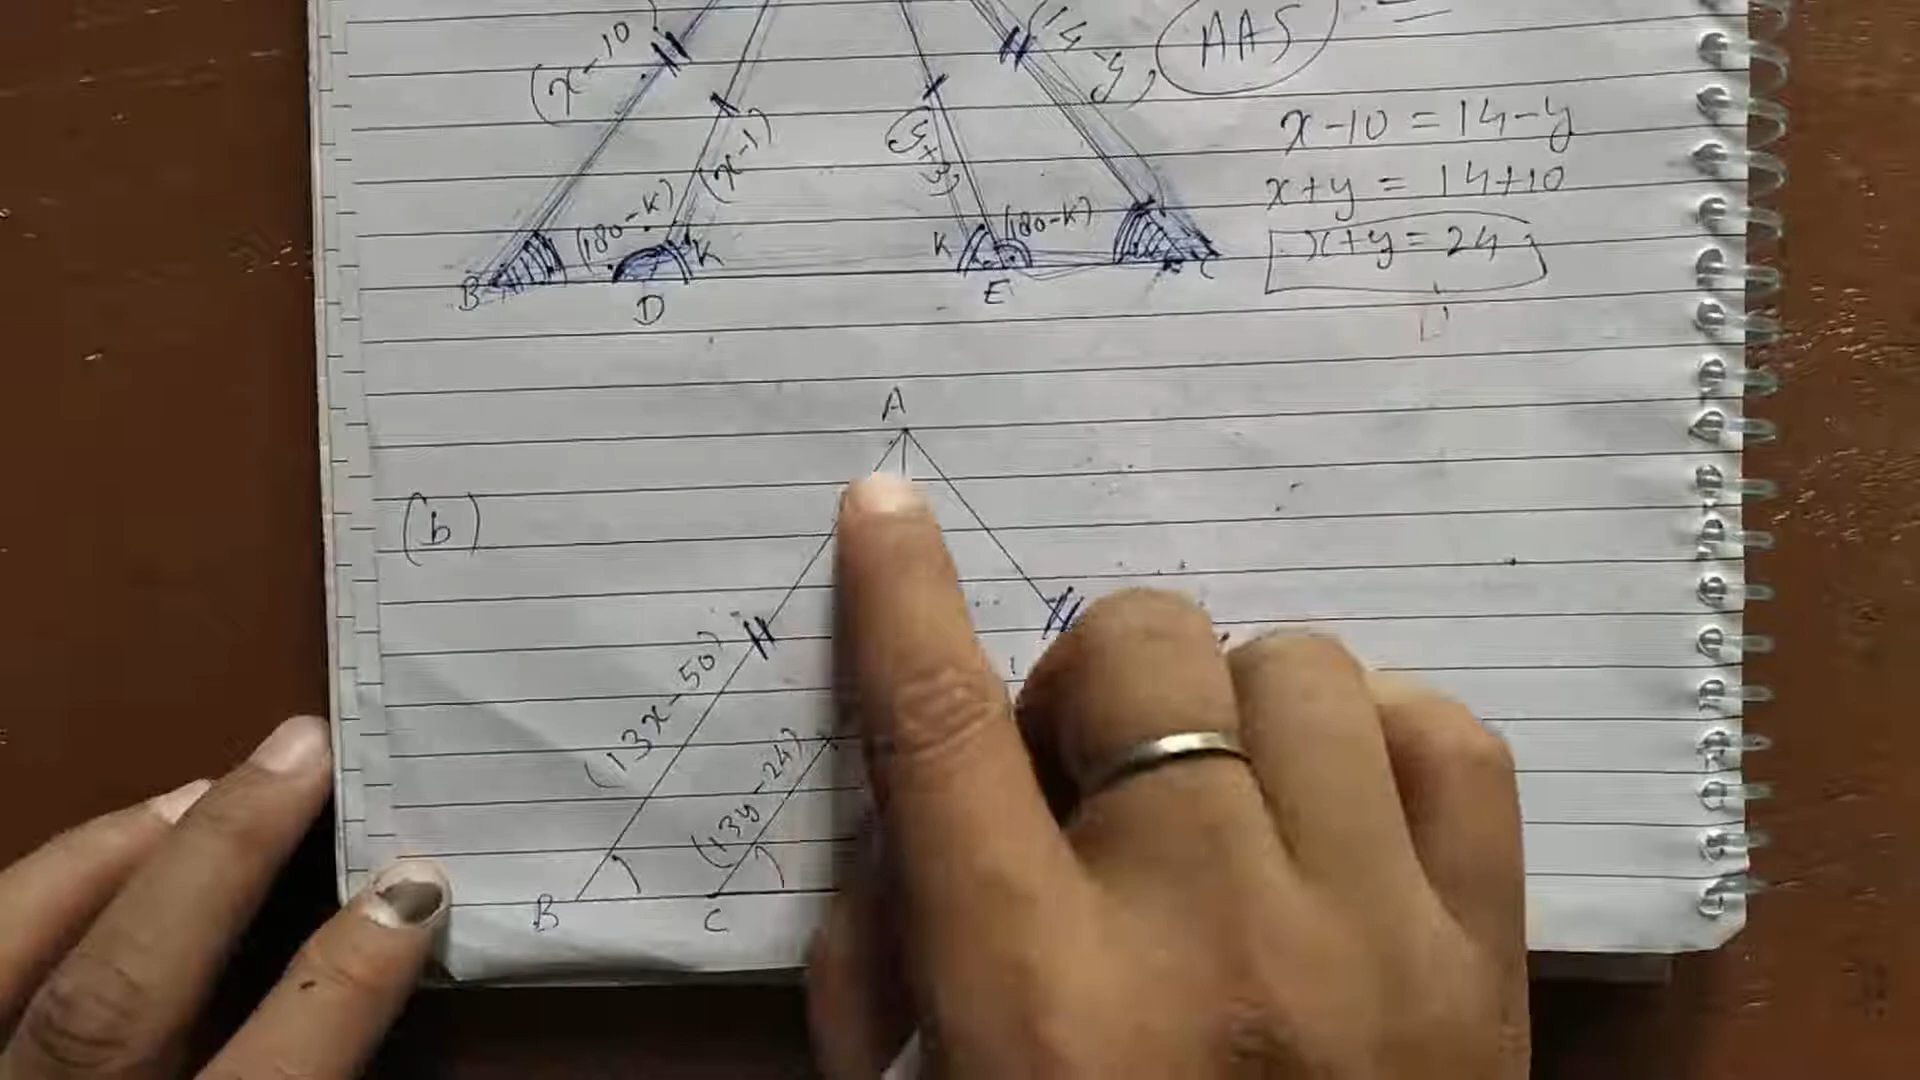 (x-10
(14-y)
AAS
=
x-10 = 14-y
(x-1)
(y+3)
x+y = 14+10
(180-K)
(180-K)
K
K
x+y = 24
B
D
E
C
A
(b)
(13x-50)
(13y-24)
B
C